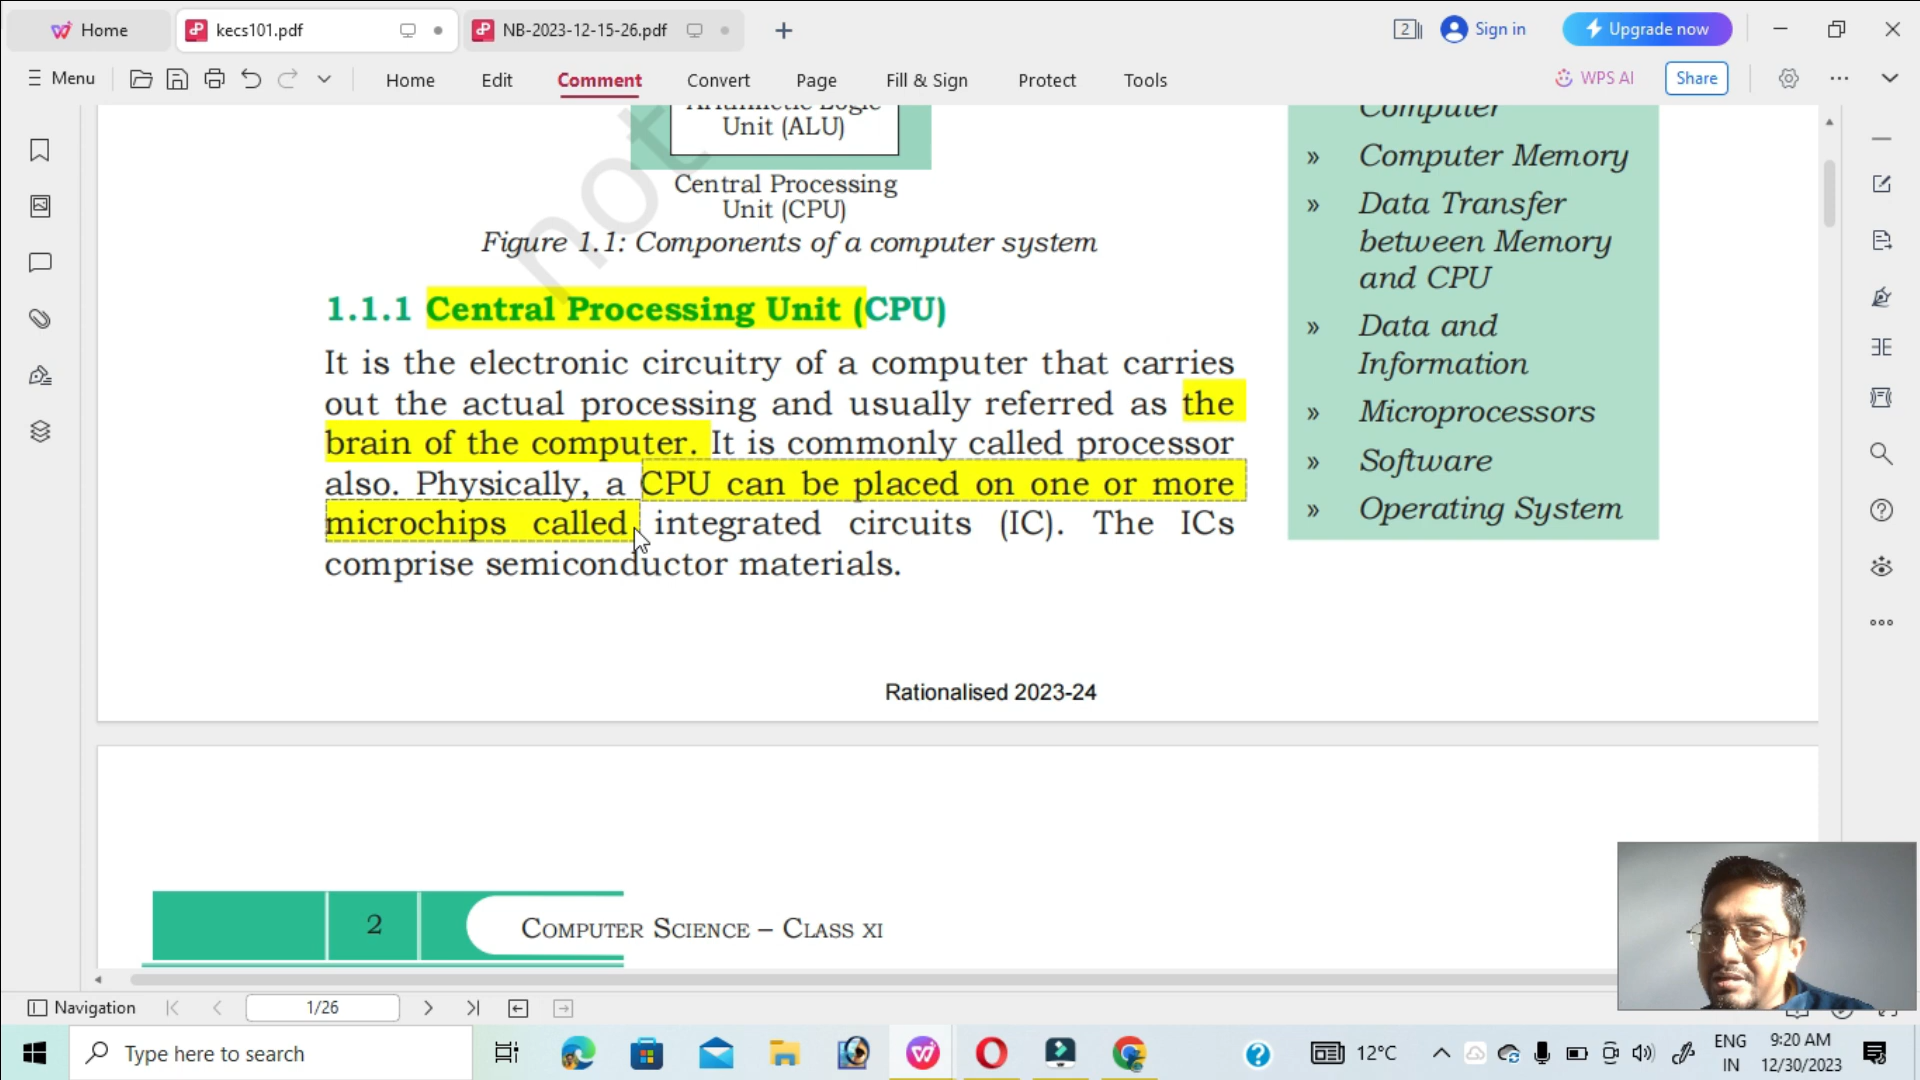 Home
kecs101.pdf
NB-2023-12-15-26.pdf
2
Sign in
Upgrade now
Menu
Home
Edit
Comment
Convert
Page
Fill & Sign
Protect
Tools
WPS AI
Share
Arithmetic Logic
Unit (ALU)
Central Processing
Unit (CPU)
not
Figure 1.1: Components of a computer system
1.1.1 Central Processing Unit (CPU)
It is the electronic circuitry of a computer that carries
out the actual processing and usually referred as the
brain of the computer. It is commonly called processor
also. Physically, a CPU can be placed on one or more
microchips called integrated circuits (IC). The ICs
comprise semiconductor materials.
Computer
» Computer Memory
» Data Transfer
between Memory
and CPU
» Data and
Information
» Microprocessors
» Software
» Operating System
Rationalised 2023-24
2
Computer Science – Class xi
Navigation
1/26
Type here to search
12°C
ENG
IN
9:20 AM
12/30/2023